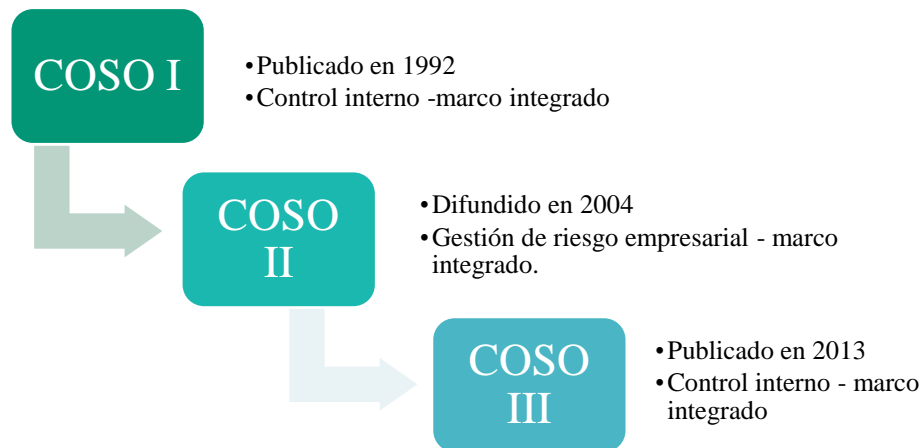 COSO I
•Publicado en 1992
•Control interno -marco integrado
COSO
II
•Difundido en 2004
•Gestión de riesgo empresarial - marco
integrado.
COSO
III
•Publicado en 2013
•Control interno - marco
integrado